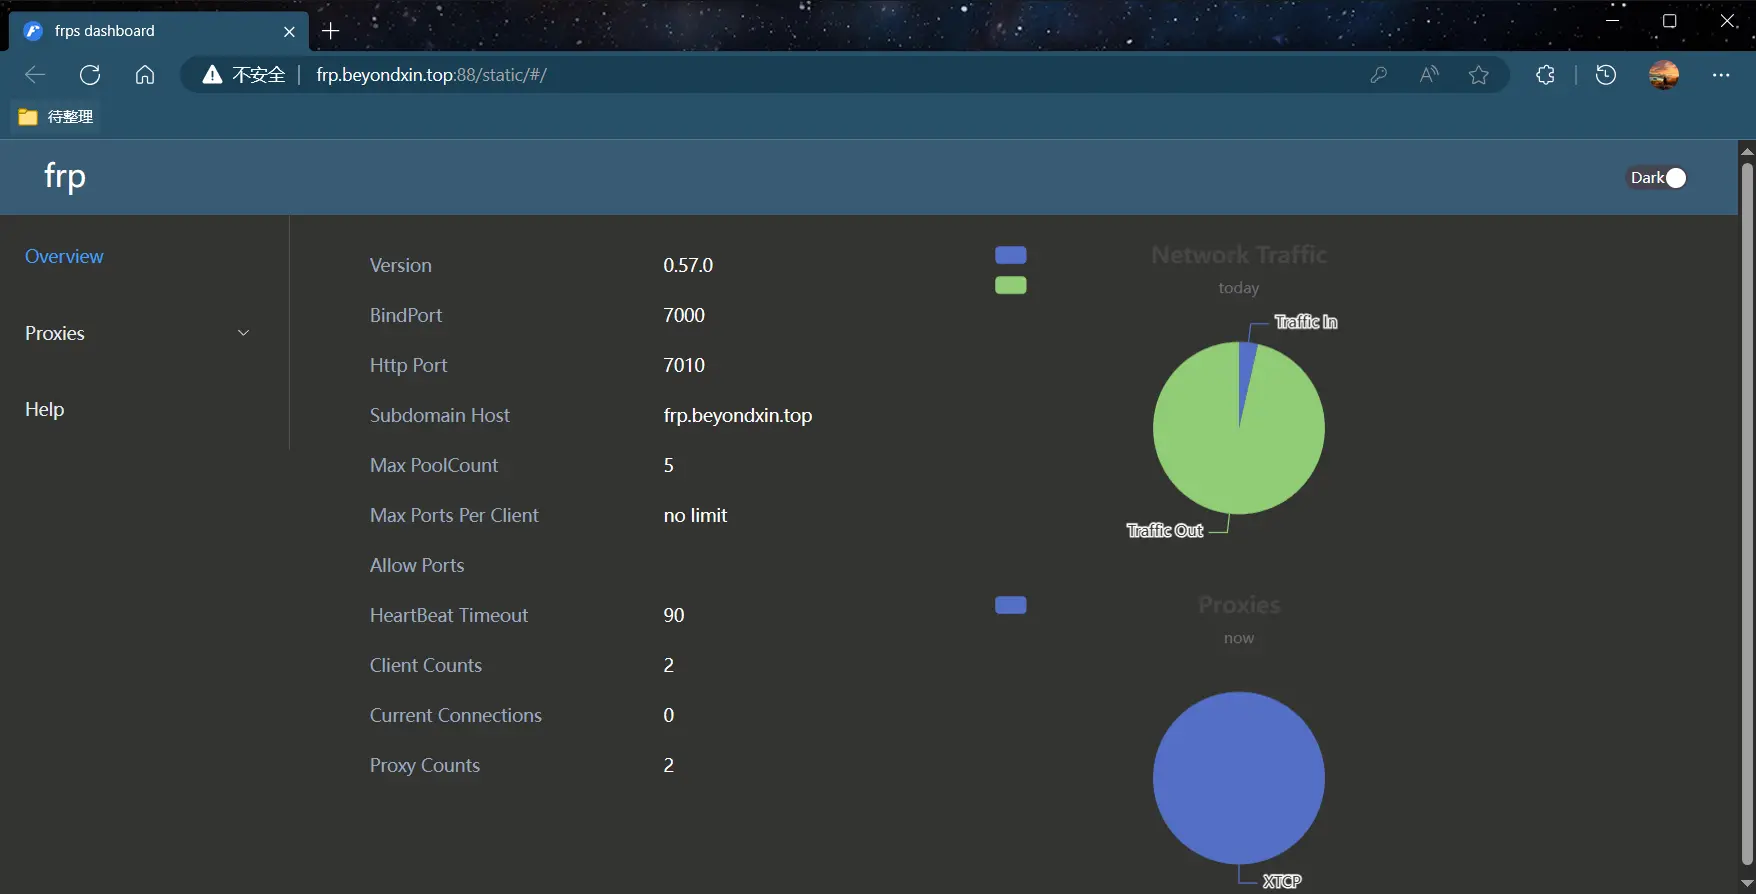 frps dashboard
不安全 frp.beyondxin.top:88/static/#/
待整理
frp
Dark
Overview
Proxies
Help
Version 0.57.0
BindPort 7000
Http Port 7010
Subdomain Host frp.beyondxin.top
Max PoolCount 5
Max Ports Per Client no limit
Allow Ports
HeartBeat Timeout 90
Client Counts 2
Current Connections 0
Proxy Counts 2
Network Traffic
today
Traffic In
Traffic Out
Proxies
now
XTCP